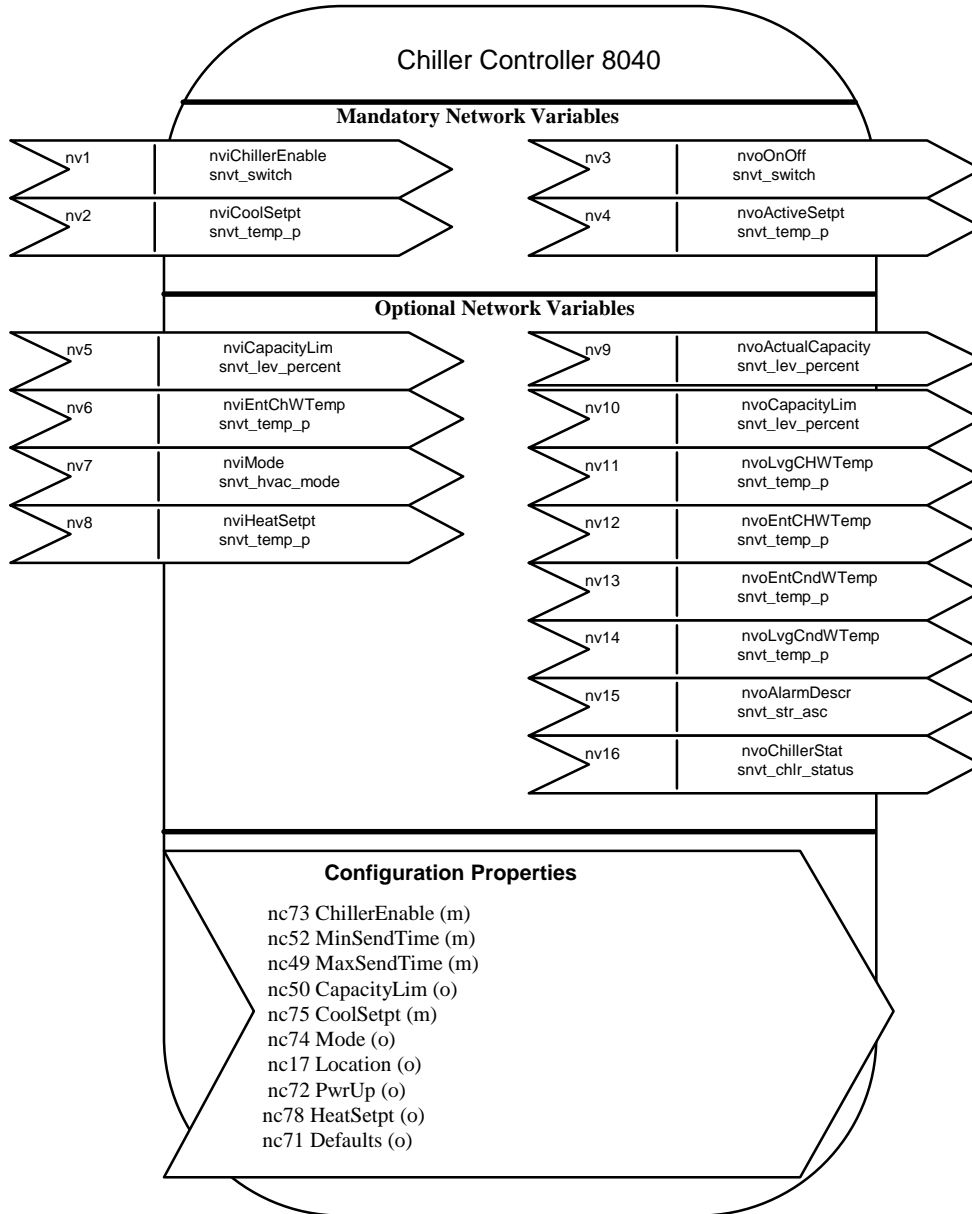 Chiller Controller 8040
Mandatory Network Variables
nv1
nviChillerEnable
snvt_switch
nv2
nviCoolSetpt
snvt_temp_p
nv3
nvoOnOff
snvt_switch
nv4
nvoActiveSetpt
snvt_temp_p
Optional Network Variables
nv5
nviCapacityLim
snvt_lev_percent
nv6
nviEntChWTemp
snvt_temp_p
nv7
nviMode
snvt_hvac_mode
nv8
nviHeatSetpt
snvt_temp_p
nv9
nvoActualCapacity
snvt_lev_percent
nv10
nvoCapacityLim
snvt_lev_percent
nv11
nvoLvgCHWTemp
snvt_temp_p
nv12
nvoEntCHWTemp
snvt_temp_p
nv13
nvoEntCndWTemp
snvt_temp_p
nv14
nvoLvgCndWTemp
snvt_temp_p
nv15
nvoAlarmDescr
snvt_str_asc
nv16
nvoChillerStat
snvt_chlr_status
Configuration Properties
nc73 ChillerEnable (m)
nc52 MinSendTime (m)
nc49 MaxSendTime (m)
nc50 CapacityLim (o)
nc75 CoolSetpt (m)
nc74 Mode (o)
nc17 Location (o)
nc72 PwrUp (o)
nc78 HeatSetpt (o)
nc71 Defaults (o)